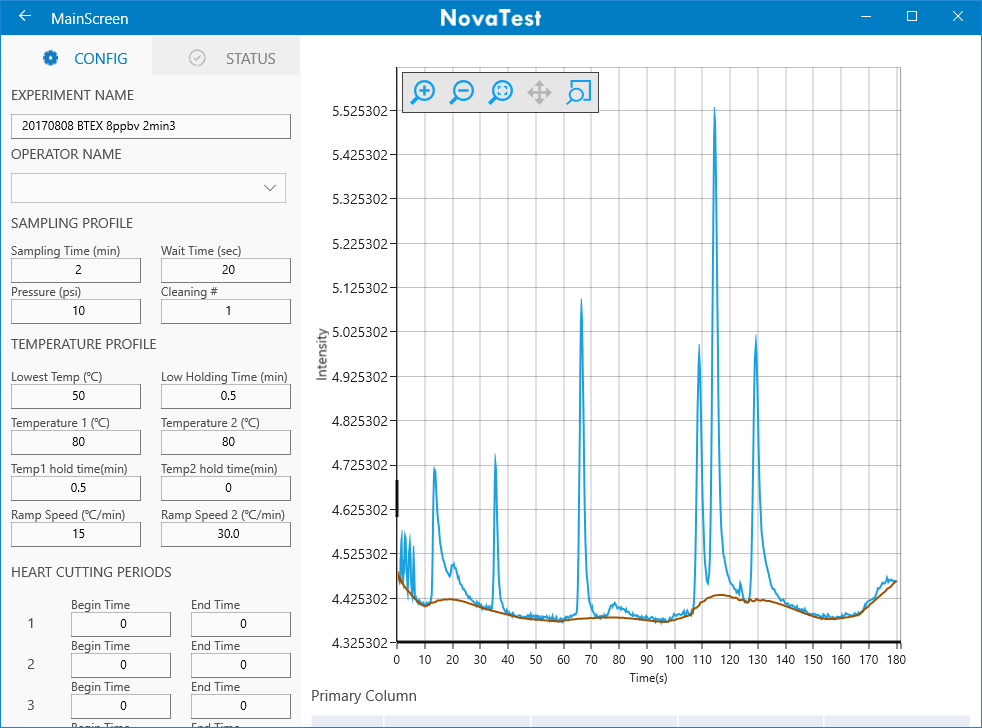 MainScreen
NovaTest
CONFIG
STATUS
EXPERIMENT NAME
20170808 BTEX 8ppbv 2min3
OPERATOR NAME
SAMPLING PROFILE
Sampling Time (min) Wait Time (sec)
2 20
Pressure (psi) Cleaning #
10 1
TEMPERATURE PROFILE
Lowest Temp (℃) Low Holding Time (min)
50 0.5
Temperature 1 (℃) Temperature 2 (℃)
80 80
Temp1 hold time(min) Temp2 hold time(min)
0.5 0
Ramp Speed (℃/min) Ramp Speed 2 (℃/min)
15 30.0
HEART CUTTING PERIODS
Begin Time End Time
1 0 0
Begin Time End Time
2 0 0
Begin Time End Time
3 0 0
Begin Time End Time
5.525302
5.425302
5.325302
5.225302
5.125302
5.025302
4.925302
4.825302
4.725302
4.625302
4.525302
4.425302
4.325302
Intensity
0 10 20 30 40 50 60 70 80 90 100 110 120 130 140 150 160 170 180
Time(s)
Primary Column